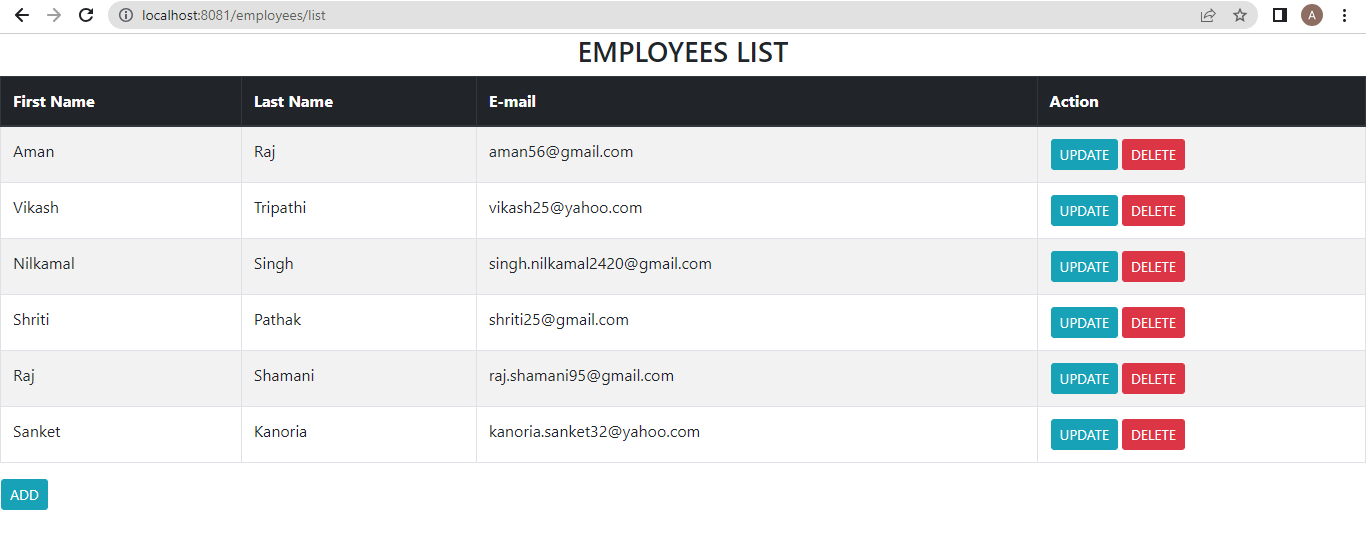 localhost:8081/employees/list
A
EMPLOYEES LIST
First Name Last Name E-mail Action
Aman Raj aman56@gmail.com UPDATE DELETE
Vikash Tripathi vikash25@yahoo.com UPDATE DELETE
Nilkamal Singh singh.nilkamal2420@gmail.com UPDATE DELETE
Shriti Pathak shriti25@gmail.com UPDATE DELETE
Raj Shamani raj.shamani95@gmail.com UPDATE DELETE
Sanket Kanoria kanoria.sanket32@yahoo.com UPDATE DELETE
ADD